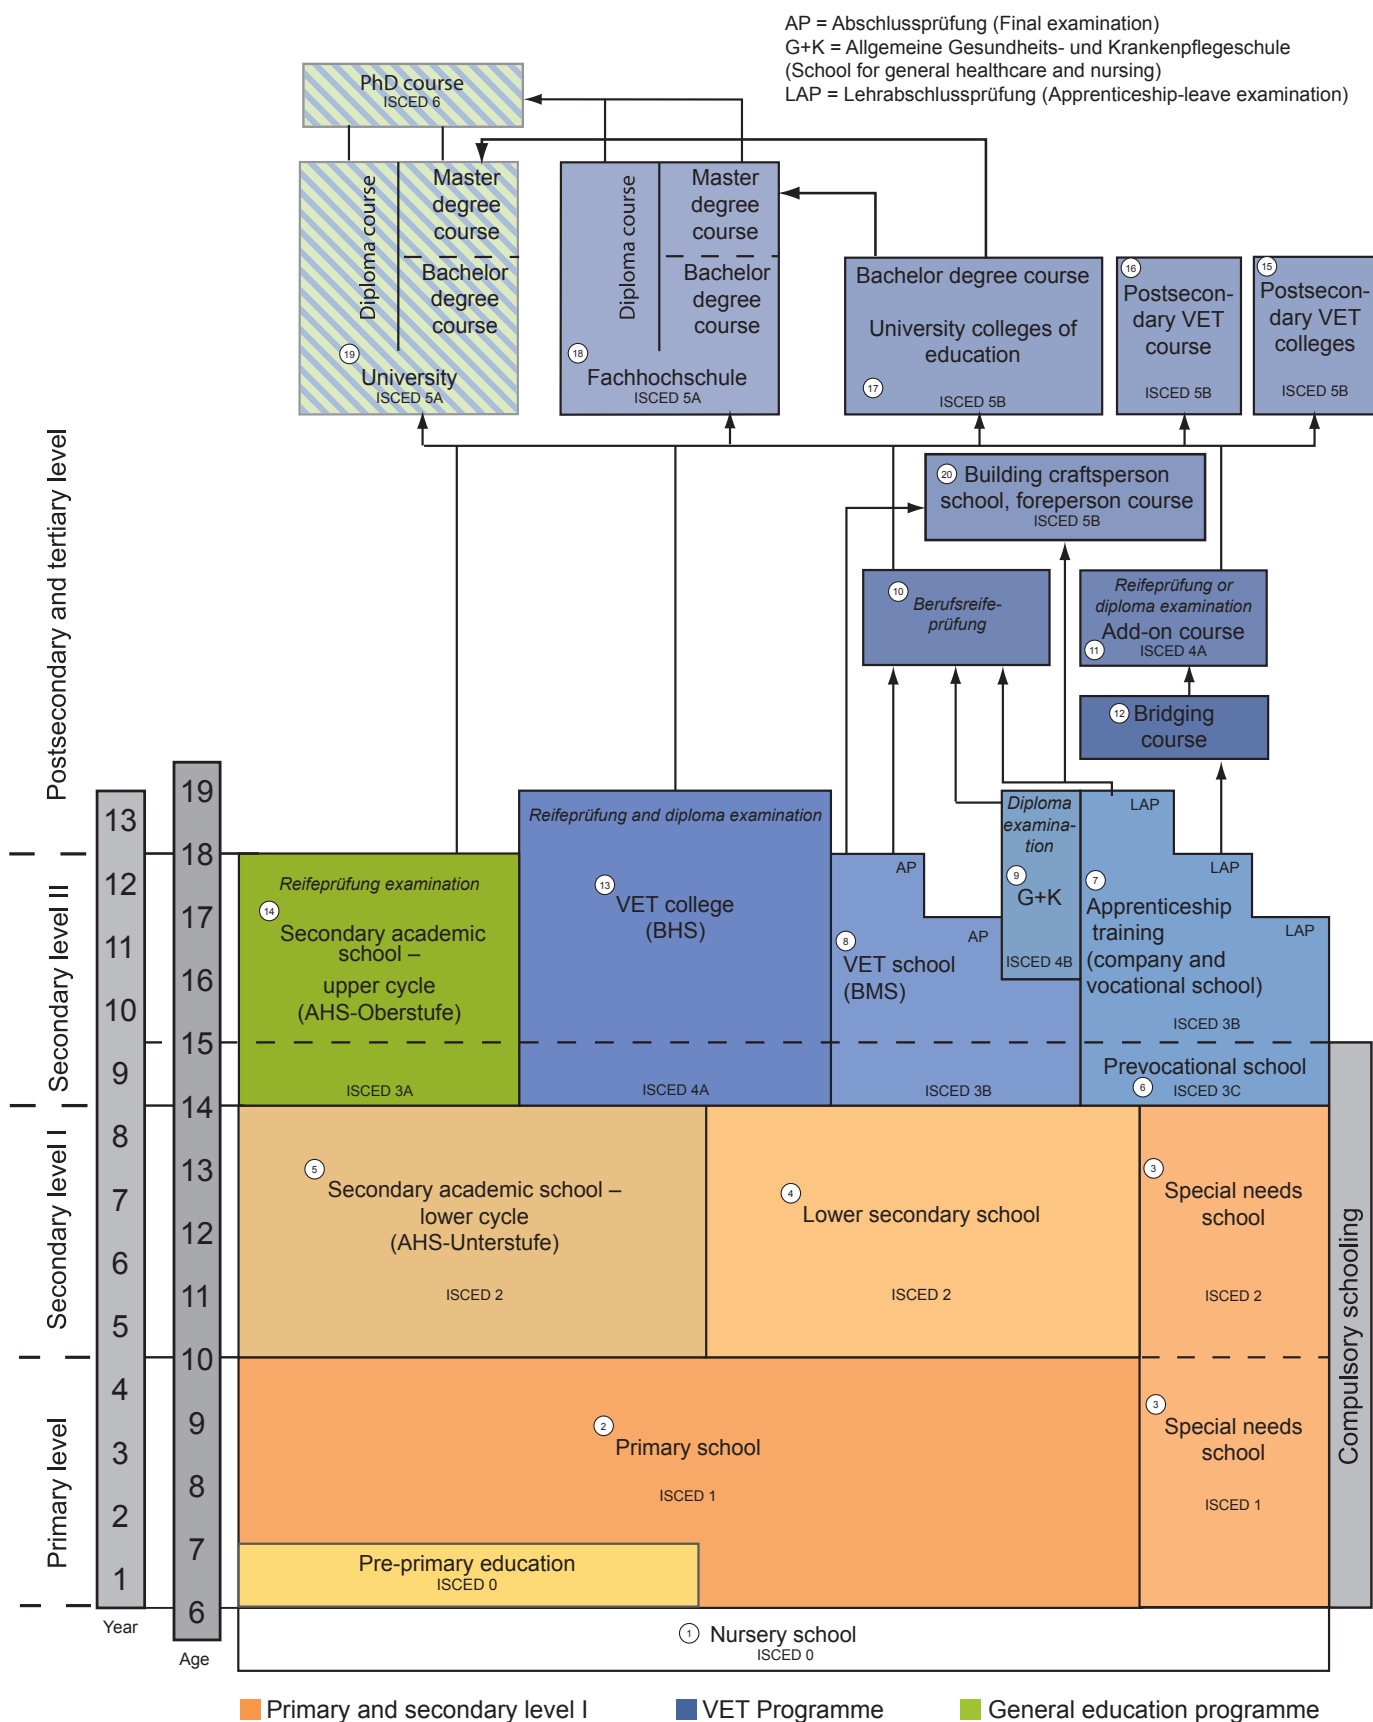 AP = Abschlussprüfung (Final examination)
G+K = Allgemeine Gesundheits- und Krankenpflegeschule
(School for general healthcare and nursing)
LAP = Lehrabschlussprüfung (Apprenticeship-leave examination)
PhD course
ISCED 6
Diploma course
Master
degree
course
Bachelor
degree
course
19
University
ISCED 5A
Diploma course
Master
degree
course
Bachelor
degree
course
18
Fachhochschule
ISCED 5A
Bachelor degree course
University colleges of
education
17
ISCED 5B
16
Postsecon-
dary VET
course
ISCED 5B
15
Postsecon-
dary VET
colleges
ISCED 5B
20
Building craftsperson
school, foreperson course
ISCED 5B
10
Berufsreife-
prüfung
Reifeprüfung or
diploma examination
Add-on course
11
ISCED 4A
12
Bridging
course
Postsecondary and tertiary level
Secondary level II
Secondary level I
Primary level
13
12
11
10
9
8
7
6
5
4
3
2
1
Year
19
18
17
16
15
14
13
12
11
10
9
8
7
6
Age
Reifeprüfung examination
14
Secondary academic
school –
upper cycle
(AHS-Oberstufe)
ISCED 3A
Reifeprüfung and diploma examination
13
VET college
(BHS)
ISCED 4A
AP
AP
8
VET school
(BMS)
ISCED 3B
Diploma
examina-
tion
9
G+K
ISCED 4B
LAP
LAP
LAP
7
Apprenticeship
training
(company and
vocational school)
ISCED 3B
Prevocational school
6
ISCED 3C
5
Secondary academic school –
lower cycle
(AHS-Unterstufe)
ISCED 2
4
Lower secondary school
ISCED 2
3
Special needs
school
ISCED 2
2
Primary school
ISCED 1
3
Special needs
school
ISCED 1
Compulsory schooling
Pre-primary education
ISCED 0
1
Nursery school
ISCED 0
Primary and secondary level I
VET Programme
General education programme